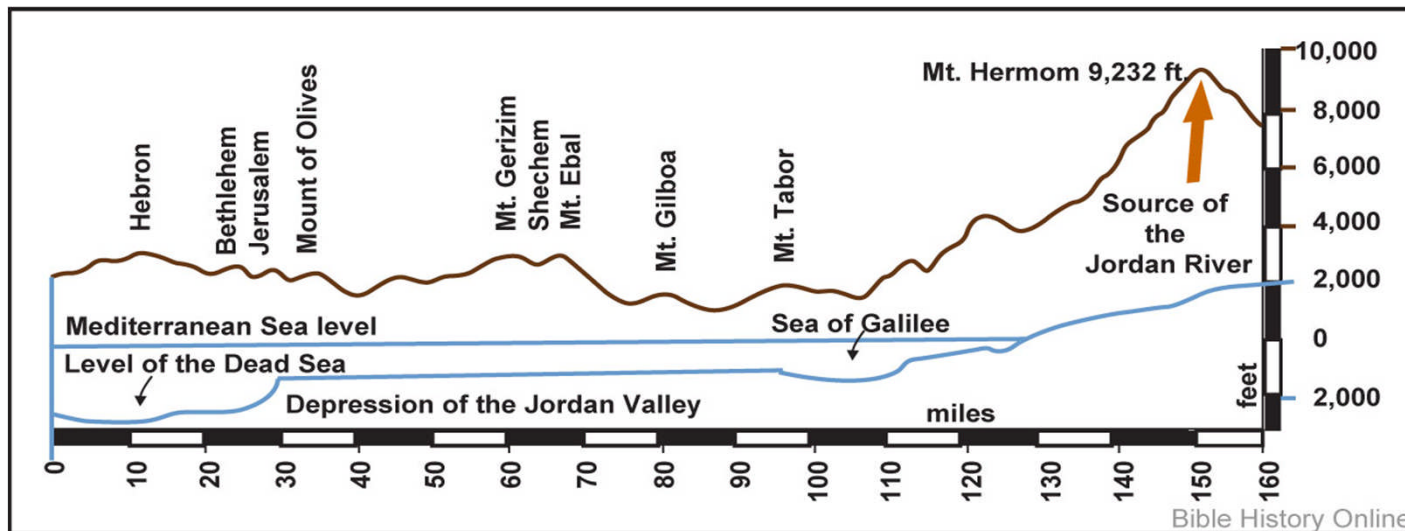 10,000
Mt. Hermom 9,232 ft.
8,000
6,000
4,000
2,000
0
feet
2,000
Hebron
Bethlehem
Jerusalem
Mount of Olives
Mt. Gerizim
Shechem
Mt. Ebal
Mt. Gilboa
Mt. Tabor
Source of
the
Jordan River
Mediterranean Sea level
Sea of Galilee
Level of the Dead Sea
Depression of the Jordan Valley
miles
0 10 20 30 40 50 60 70 80 90 100 110 120 130 140 150 160
Bible History Online